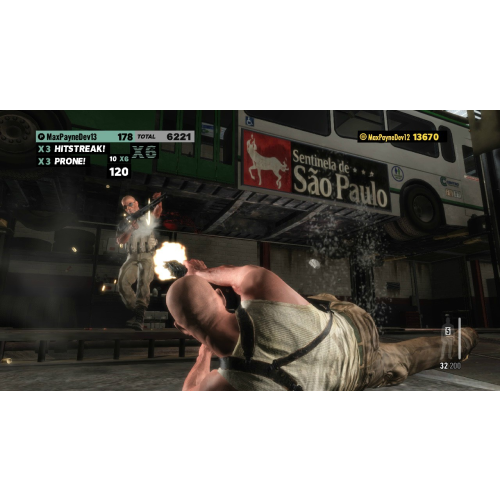 MaxPayneDev13 178 TOTAL 6221
MaxPayneDev12 13670
X3 HITSTREAK!
X3 PRONE!
10 X6
X6
120
Sentinela de
São Paulo
5
32 200